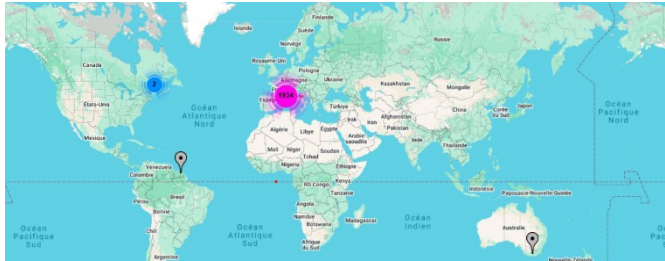 Islande
Finlande
Suède
Norvège
Russie
Royaume-Uni
Canada
Pologne
Allemagne
Ukraine
2
1934
Kazakhstan
Mongolie
États-Unis
Océan
Atlantique
Nord
Türkiye
Chine
Corée
du Sud
Japon
Océan
Pacifique
Nord
Irak
Iran
Afghanistan
Pakistan
Algérie
Libye
Égypte
Arabie
saoudite
Inde
Mexique
Mali
Niger
Soudan
Tchad
Thaïlande
Venezuela
Colombie
Nigeria
Éthiopie
RD Congo
Kenya
Tanzanie
Indonésie
Papouasie-Nouvelle-Guinée
Pérou
Brésil
Bolivie
Angola
Namibie
Botswana
Madagascar
Océan
Indien
Australie
Chili
Océan
Pacifique
Sud
Océan
Atlantique
Sud
Afrique
du Sud
Argentine
Océan
Pacifique
Sud